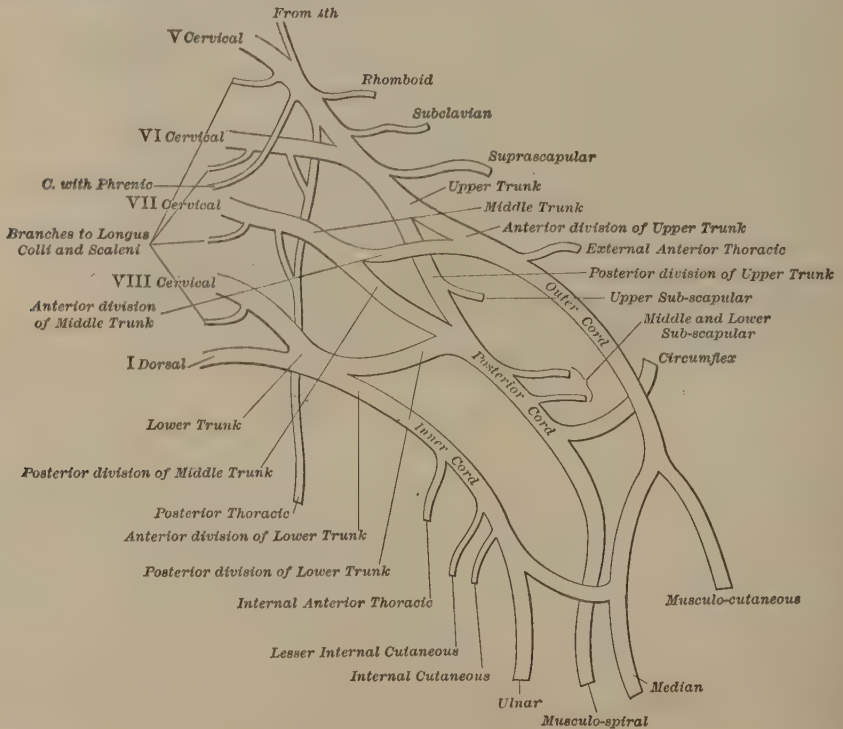 From 4th
V Cervical
Rhomboid
Subclavian
VI Cervical
Suprascapular
C. with Phrenic
Upper Trunk
VII Cervical
Middle Trunk
Anterior division of Upper Trunk
Branches to Longus
Colli and Scaleni
External Anterior Thoracic
Posterior division of Upper Trunk
VIII Cervical
Outer Cord
Upper Sub-scapular
Anterior division
of Middle Trunk
Middle and Lower
Sub-scapular
Circumflex
I Dorsal
Posterior Cord
Lower Trunk
Inner Cord
Posterior division of Middle Trunk
Posterior Thoracic
Anterior division of Lower Trunk
Posterior division of Lower Trunk
Internal Anterior Thoracic
Musculo-cutaneous
Lesser Internal Cutaneous
Internal Cutaneous
Median
Ulnar
Musculo-spiral